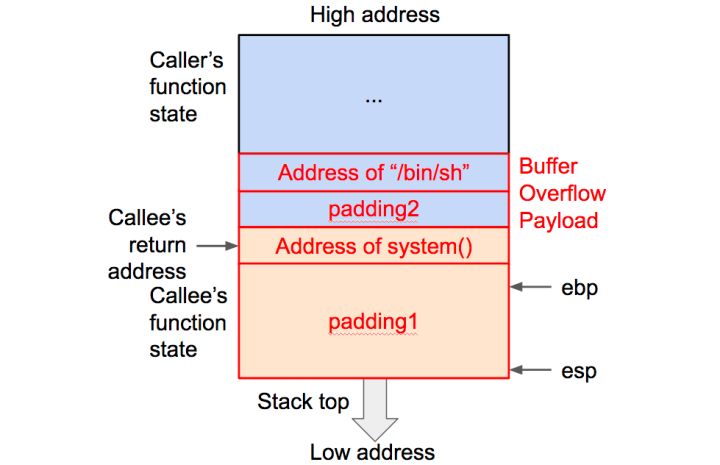 High address
Caller’s
function
state
...
Address of “/bin/sh”
Buffer
Overflow
Payload
padding2
Callee’s
return
address
Address of system()
Callee’s
function
state
padding1
ebp
esp
Stack top
Low address